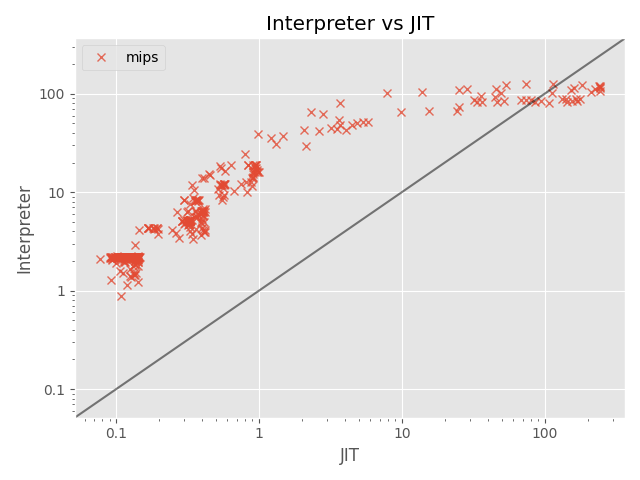 Interpreter vs JIT
mips
100
10
1
0.1
Interpreter
0.1 1 10 100
JIT